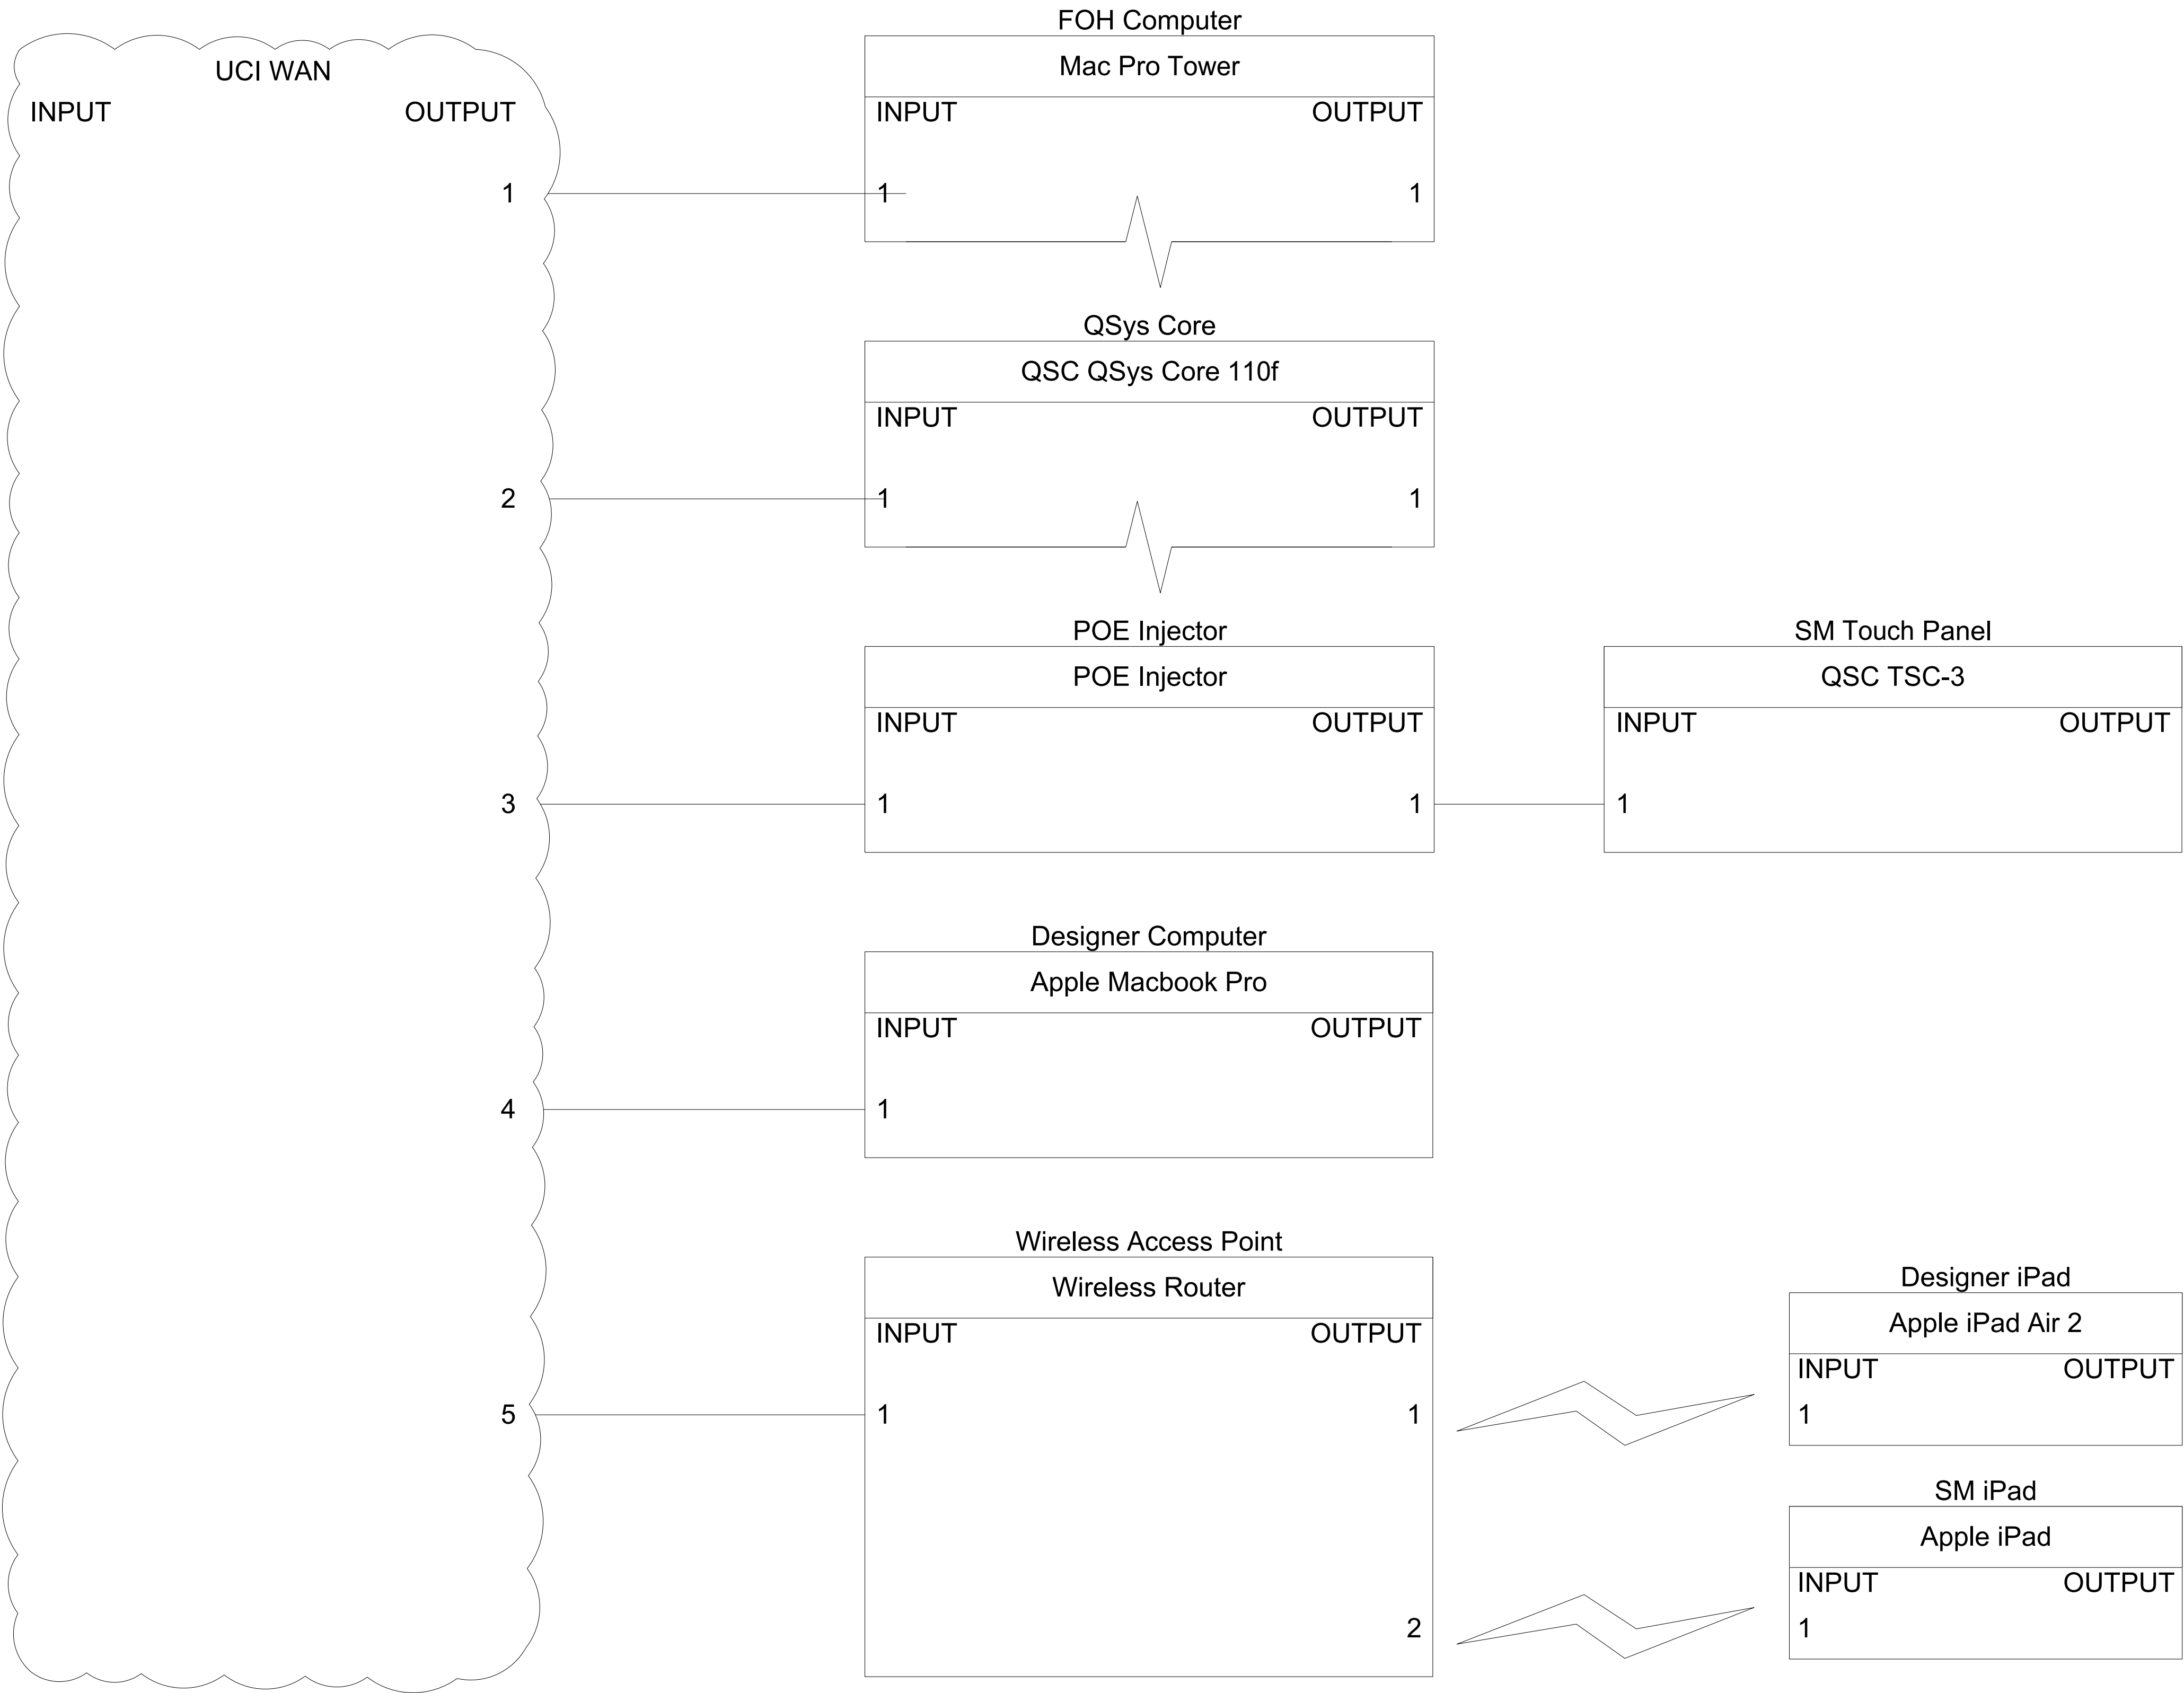 UCI WAN
INPUT OUTPUT
1
2
3
4
5
FOH Computer
Mac Pro Tower
INPUT OUTPUT
1 1
QSys Core
QSC QSys Core 110f
INPUT OUTPUT
1 1
POE Injector
POE Injector
INPUT OUTPUT
1 1
SM Touch Panel
QSC TSC-3
INPUT OUTPUT
1
Designer Computer
Apple Macbook Pro
INPUT OUTPUT
1
Wireless Access Point
Wireless Router
INPUT OUTPUT
1 1
2
Designer iPad
Apple iPad Air 2
INPUT OUTPUT
1
SM iPad
Apple iPad
INPUT OUTPUT
1